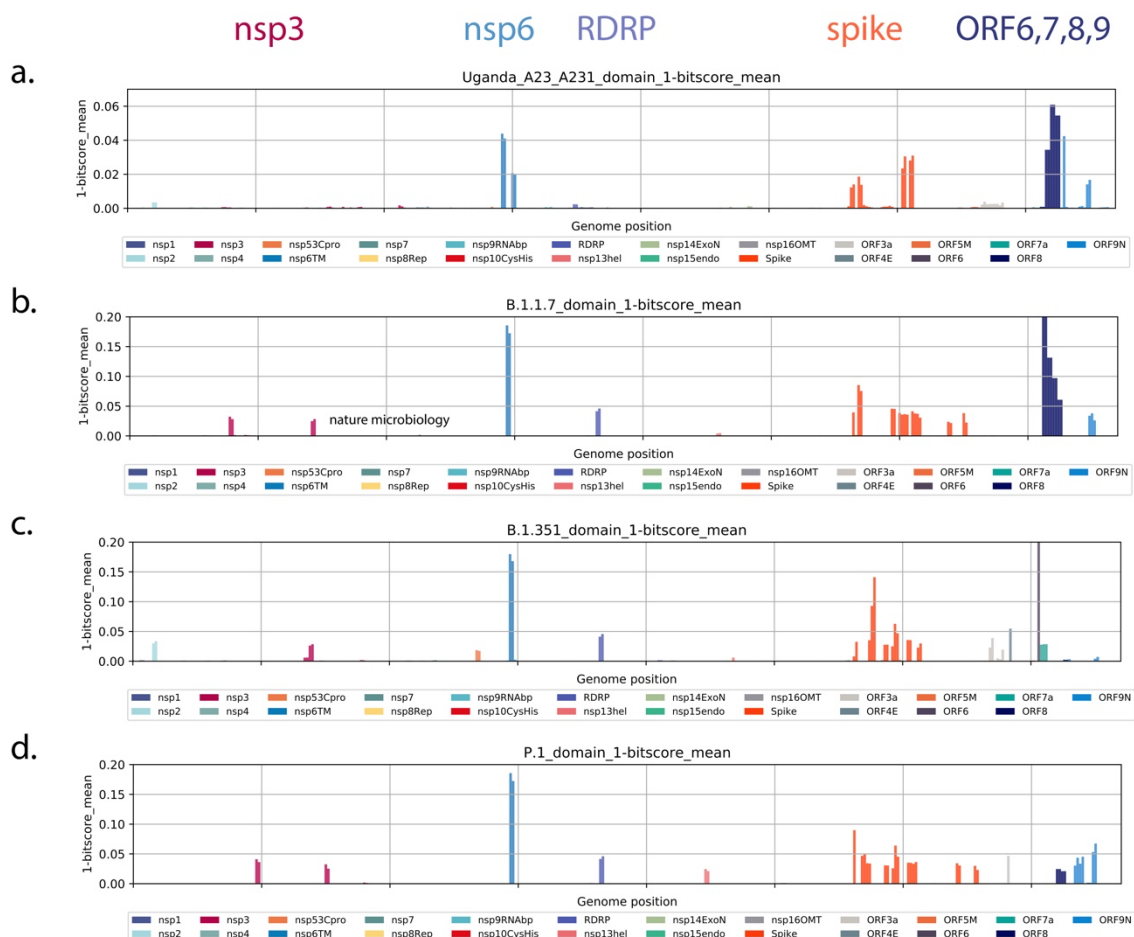 nsp3 nsp6 RDRP spike ORF6,7,8,9
a.
Uganda_A23_A231_domain_1-bitscore_mean
1-bitscore_mean
0.06
0.04
0.02
0.00
Genome position
nsp1 nsp3 nsp53Cpro nsp7 nsp9RNAbp RDRP nsp14ExoN nsp16OMT ORF3a ORF5M ORF7a ORF9N
nsp2 nsp4 nsp6TM nsp8Rep nsp10CysHis nsp13hel nsp15endo Spike ORF4E ORF6 ORF8
b.
B.1.1.7_domain_1-bitscore_mean
1-bitscore_mean
0.20
0.15
0.10
0.05
0.00
nature microbiology
Genome position
nsp1 nsp3 nsp53Cpro nsp7 nsp9RNAbp RDRP nsp14ExoN nsp16OMT ORF3a ORF5M ORF7a ORF9N
nsp2 nsp4 nsp6TM nsp8Rep nsp10CysHis nsp13hel nsp15endo Spike ORF4E ORF6 ORF8
c.
B.1.351_domain_1-bitscore_mean
1-bitscore_mean
0.20
0.15
0.10
0.05
0.00
Genome position
nsp1 nsp3 nsp53Cpro nsp7 nsp9RNAbp RDRP nsp14ExoN nsp16OMT ORF3a ORF5M ORF7a ORF9N
nsp2 nsp4 nsp6TM nsp8Rep nsp10CysHis nsp13hel nsp15endo Spike ORF4E ORF6 ORF8
d.
P.1_domain_1-bitscore_mean
1-bitscore_mean
0.20
0.15
0.10
0.05
0.00
Genome position
nsp1 nsp3 nsp53Cpro nsp7 nsp9RNAbp RDRP nsp14ExoN nsp16OMT ORF3a ORF5M ORF7a ORF9N
nsp2 nsp4 nsp6TM nsp8Rep nsp10CysHis nsp13hel nsp15endo Spike ORF4E ORF6 ORF8